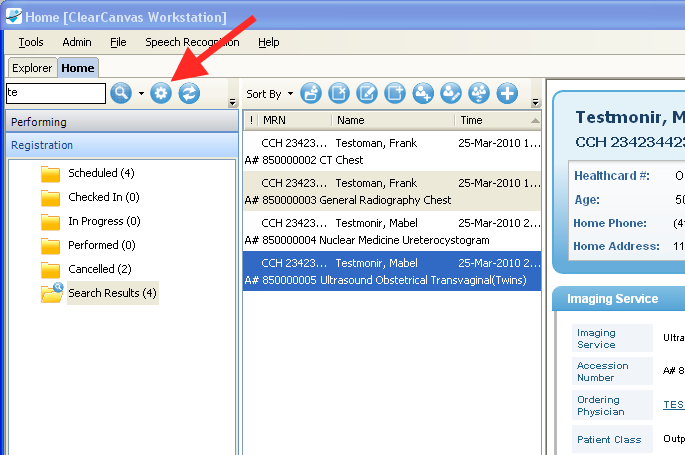 Home [ClearCanvas Workstation]
Tools Admin File Speech Recognition Help
Explorer Home
te
Sort By
Performing
Registration
Scheduled (4)
Checked In (0)
In Progress (0)
Performed (0)
Cancelled (2)
Search Results (4)
! MRN Name Time
CCH 23423... Testoman, Frank 25-Mar-2010 1...
A# 850000002 CT Chest
CCH 23423... Testoman, Frank 25-Mar-2010 1...
A# 850000003 General Radiography Chest
CCH 23423... Testmonir, Mabel 25-Mar-2010 2...
A# 850000004 Nuclear Medicine Ureterocystogram
CCH 23423... Testmonir, Mabel 25-Mar-2010 2...
A# 850000005 Ultrasound Obstetrical Transvaginal(Twins)
Testmonir, M
CCH 234234423
Healthcard #: O
Age: 50
Home Phone: (4
Home Address: 11
Imaging Service
Imaging Service Ultra
Accession Number A# 8
Ordering Physician TES
Patient Class Outp